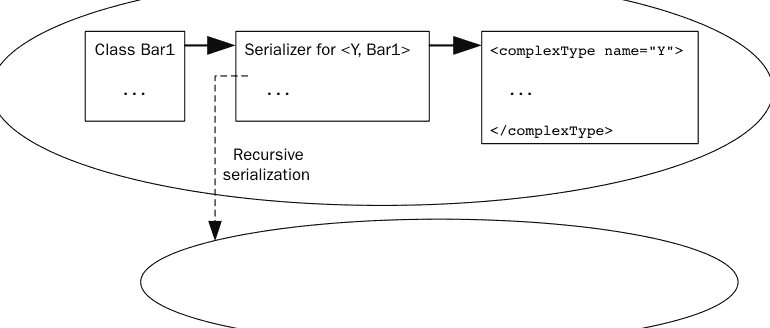 Class Bar1
...
Serializer for <Y, Bar1>
...
<complexType name="Y">
...
</complexType>
Recursive
serialization